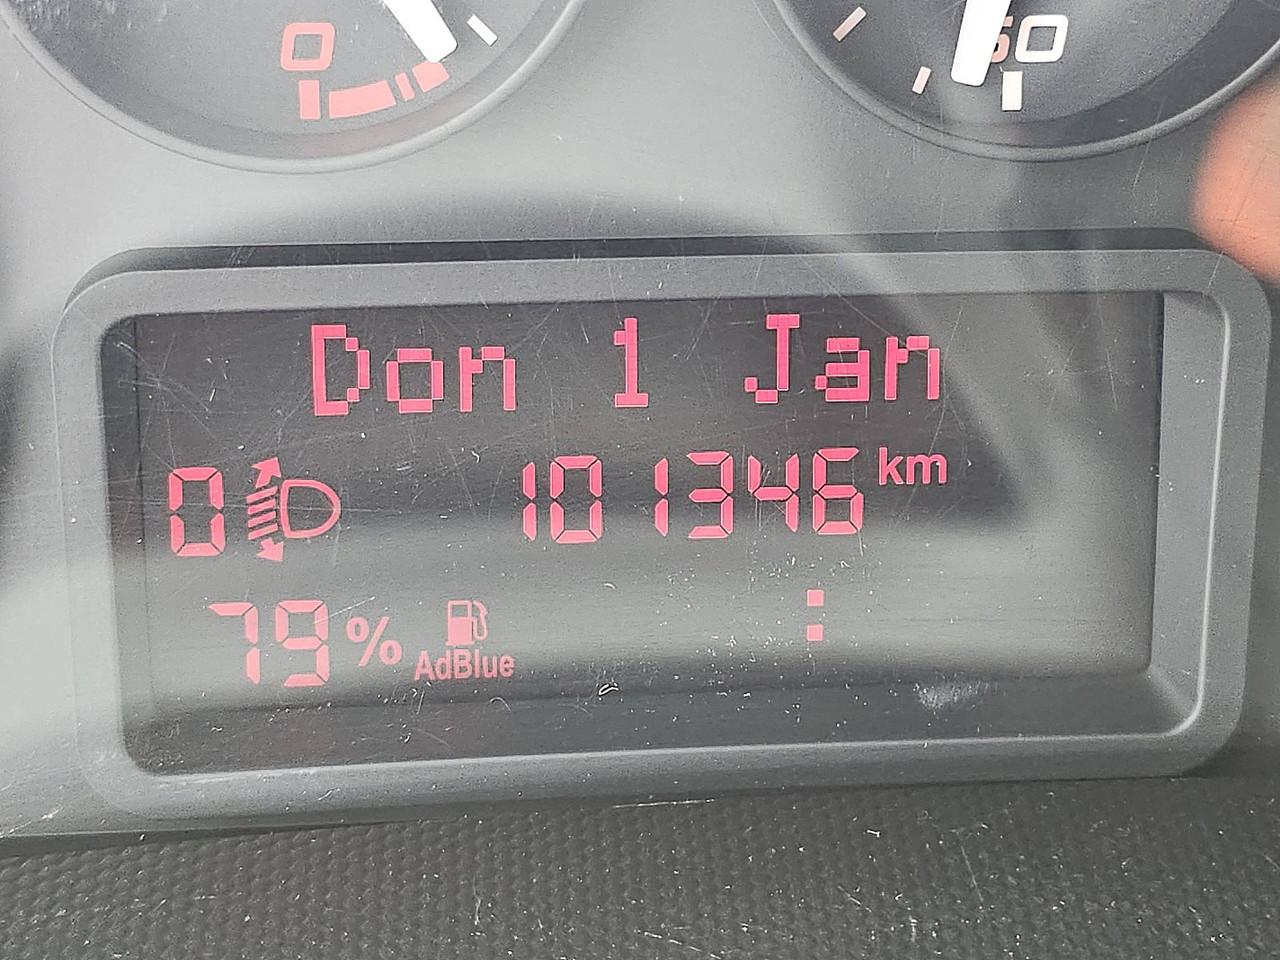 0
50
Don 1 Jan
0 101346 km
79 % AdBlue :